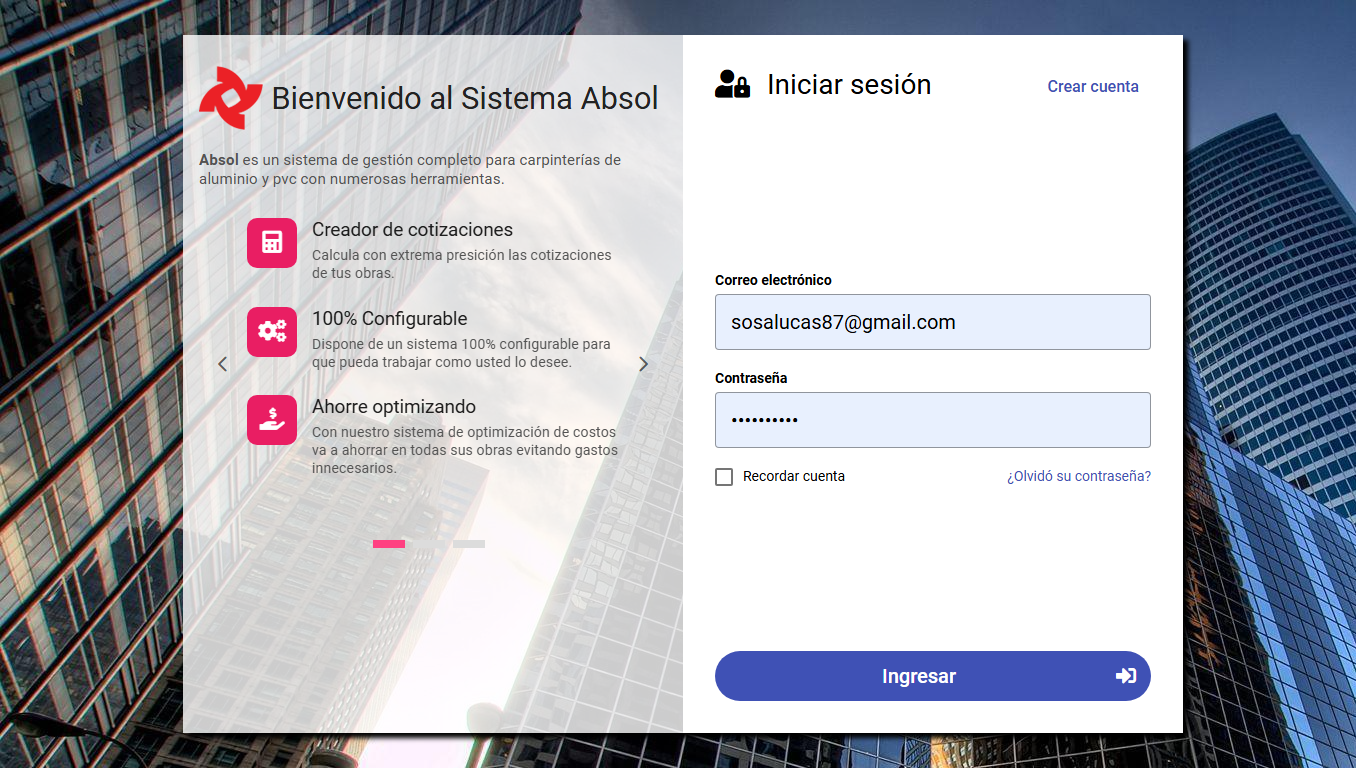 Bienvenido al Sistema Absol
Absol es un sistema de gestión completo para carpinterías de
aluminio y pvc con numerosas herramientas.
Creador de cotizaciones
Calcula con extrema presición las cotizaciones
de tus obras.
100% Configurable
Dispone de un sistema 100% configurable para
que pueda trabajar como usted lo desee.
Ahorre optimizando
Con nuestro sistema de optimización de costos
va a ahorrar en todas sus obras evitando gastos
innecesarios.
Iniciar sesión
Crear cuenta
Correo electrónico
sosalucas87@gmail.com
Contraseña
••••••••••
Recordar cuenta
¿Olvidó su contraseña?
Ingresar